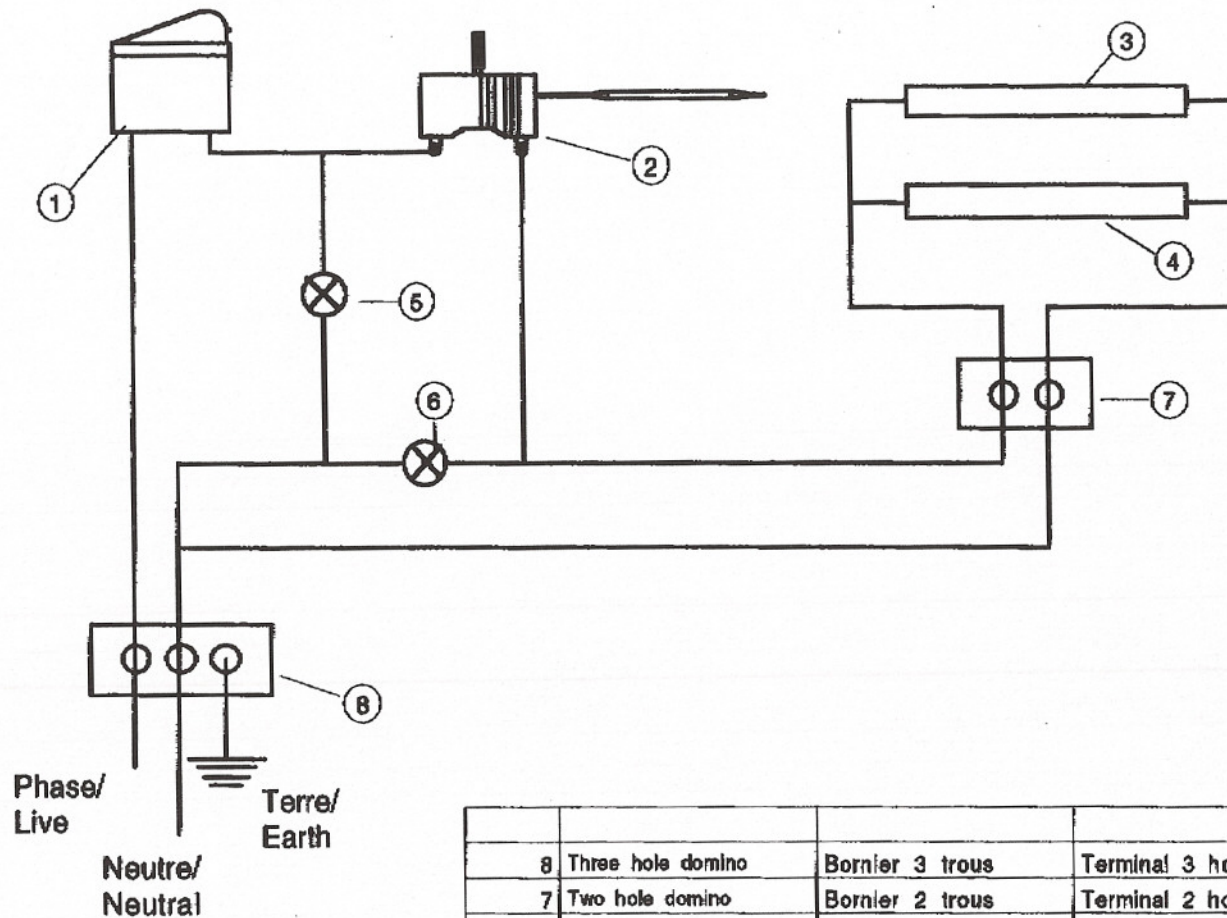 3
1
2
4
5
6
7
8
Phase/
Live
Terre/
Earth
Neutre/
Neutral
8 Three hole domino Bornier 3 trous Terminal 3
7 Two hole domino Bornier 2 trous Terminal 2